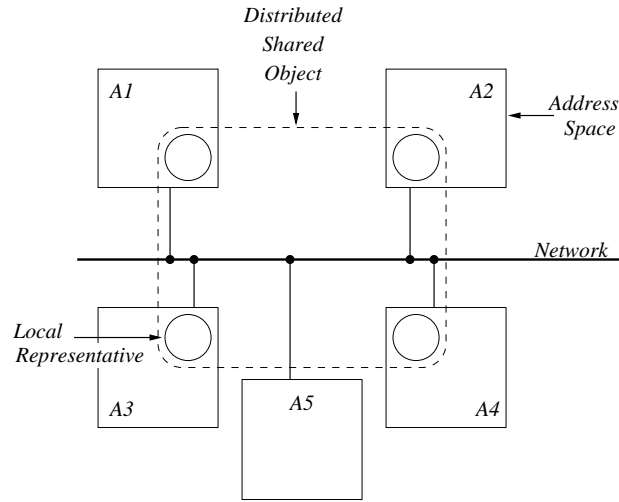 Distributed
Shared
Object
A1
A2
Address
Space
Network
Local
Representative
A3
A5
A4